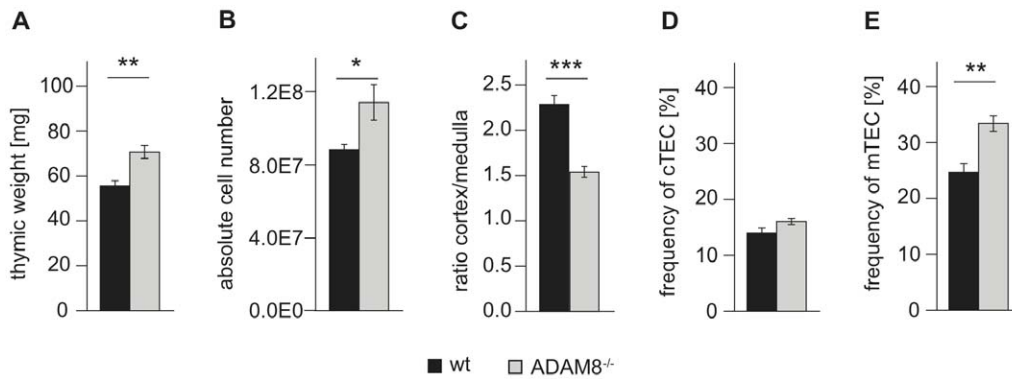 A
thymic weight [mg]
100
80
60
40
60
0
**
B
absolute cell number
1.2E8
8.0E7
4.0E7
0.0E0
*
C
ratio cortex/medulla
2.5
2.0
1.5
1.0
2.5
0.0
***
D
frequency of cTEC [%]
40
30
20
10
0
E
frequency of mTEC [%]
40
30
20
10
0
**
wt
ADAM8-/-